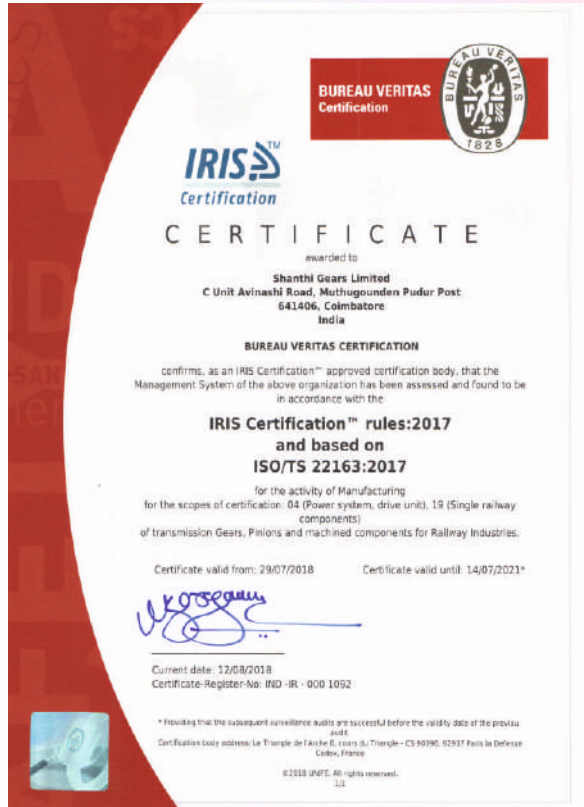 BUREAU VERITAS
Certification
BUREAU VERITAS
1828
IRIS™
Certification
CERTIFICATE
awarded to
Shanthi Gears Limited
C Unit Avinashi Road, Muthugounden Pudur Post
641406, Coimbatore
India
BUREAU VERITAS CERTIFICATION
confirms, as an IRIS Certification™ approved certification body, that the
Management System of the above organization has been assessed and found to be
in accordance with the
IRIS Certification™ rules:2017
and based on
ISO/TS 22163:2017
for the activity of Manufacturing
for the scopes of certification: 04 (Power system, drive unit), 19 (Single railway
components)
of transmission Gears, Pinions and machined components for Railway Industries.
Certificate valid from: 29/07/2018 Certificate valid until: 14/07/2021*
Current date: 12/08/2018
Certificate-Register-No: IND -IR - 000 1092
* Providing that the subsequent surveillance audits are successful before the validity date of the previou
audit
Certification body address: Le Triangle de l'Arche 8, cours du Triangle - CS 90096, 92937 Paris la Defense
Cedex, France
©2018 UNIFE. All rights reserved.
1/1